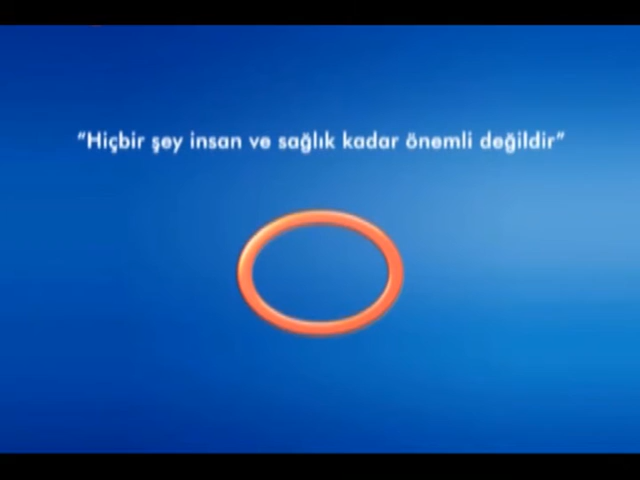 “Hiçbir şey insan ve sağlık kadar önemli değildir”